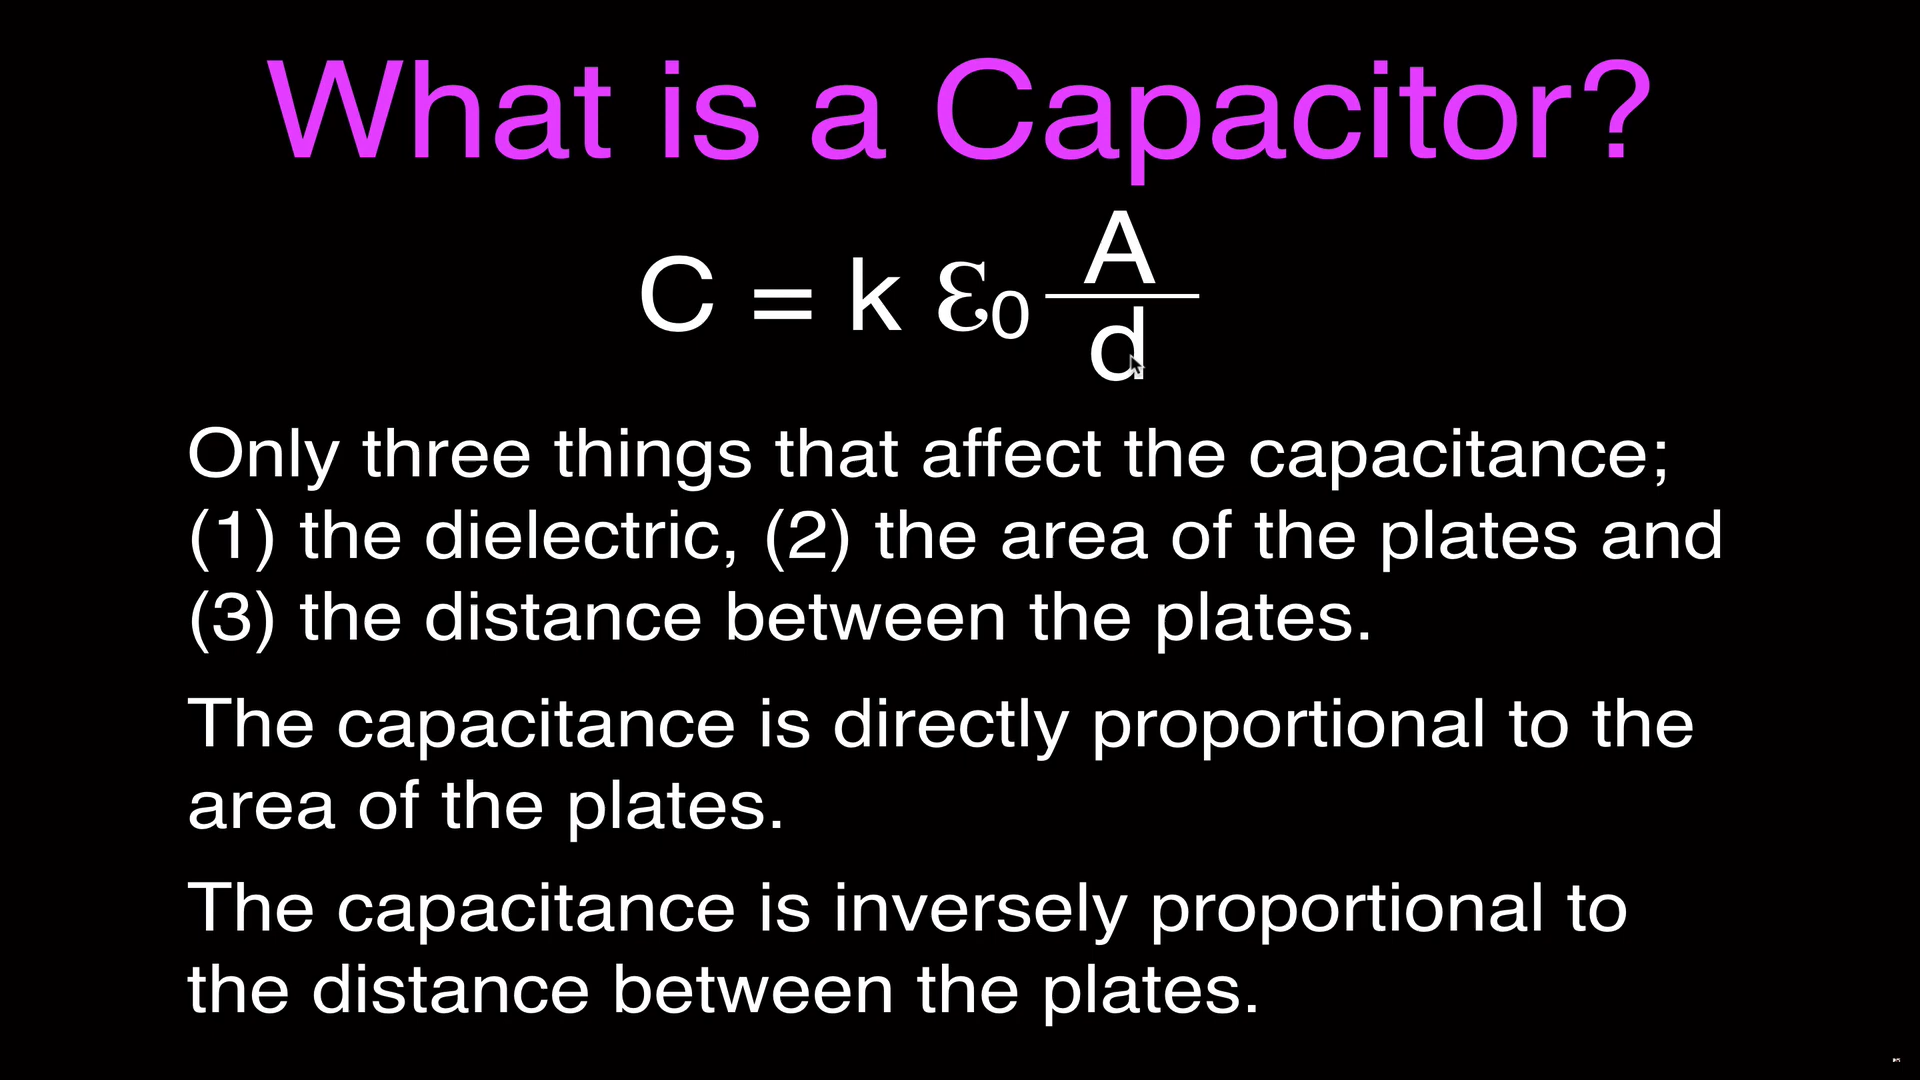 What is a Capacitor?
C = k ε₀ A/d
Only three things that affect the capacitance;
(1) the dielectric, (2) the area of the plates and
(3) the distance between the plates.
The capacitance is directly proportional to the
area of the plates.
The capacitance is inversely proportional to
the distance between the plates.